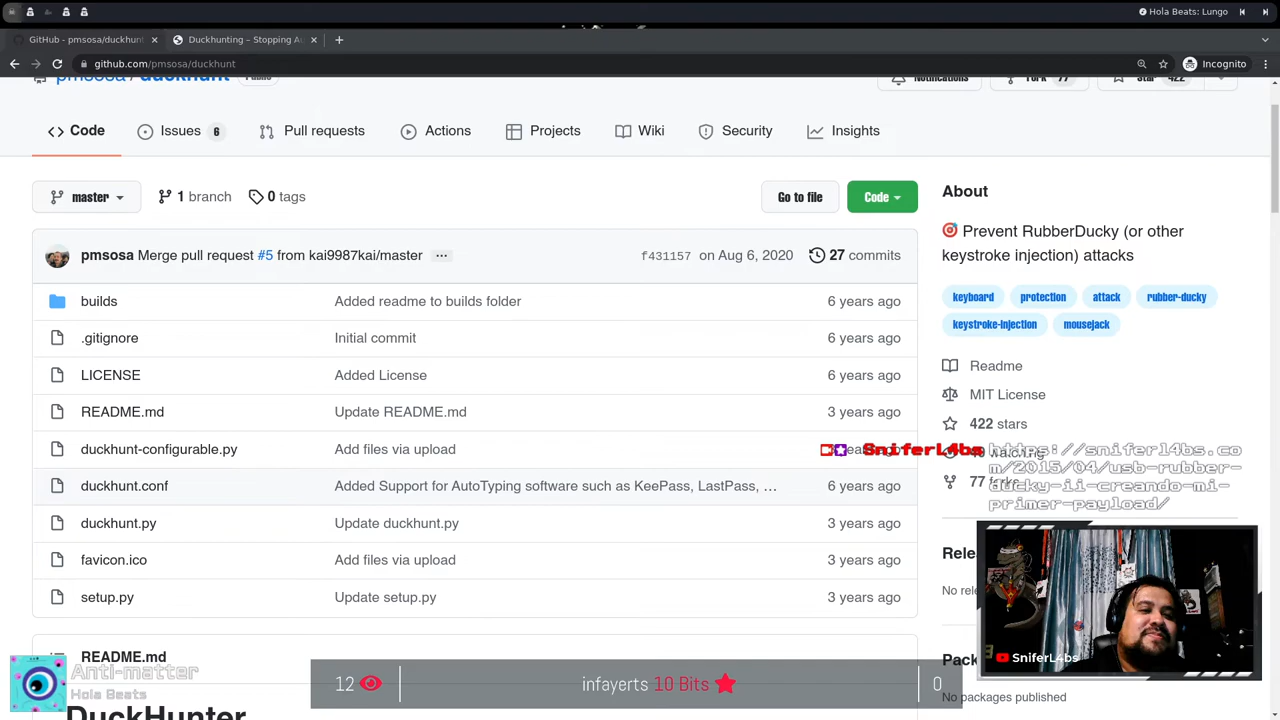 Hola Beats: Lungo
GitHub - pmsosa/duckhunt
Duckhunting – Stopping Au
github.com/pmsosa/duckhunt
Incognito
pmsosa / duckhunt
Public
Notifications
Fork 77
Star 422
Code
Issues 6
Pull requests
Actions
Projects
Wiki
Security
Insights
master
1 branch
0 tags
Go to file
Code
pmsosa Merge pull request #5 from kai9987kai/master ...
f431157 on Aug 6, 2020
27 commits
builds Added readme to builds folder 6 years ago
.gitignore Initial commit 6 years ago
LICENSE Added License 6 years ago
README.md Update README.md 3 years ago
duckhunt-configurable.py Add files via upload
duckhunt.conf Added Support for AutoTyping software such as KeePass, LastPass, … 6 years ago
duckhunt.py Update duckhunt.py 3 years ago
favicon.ico Add files via upload 3 years ago
setup.py Update setup.py 3 years ago
README.md
DuckHunter
About
Prevent RubberDucky (or other
keystroke injection) attacks
keyboard protection attack rubber-ducky
keystroke-injection mousejack
Readme
MIT License
422 stars
77 forks
SniferL4bs https://sniferl4bs.co
m/2015/04/usb-rubber-
ducky-ii-creando-mi-
primer-payload/
SniferL4bs
No packages published
Anti-matter
Hola Beats
12
infayerts 10 Bits
0